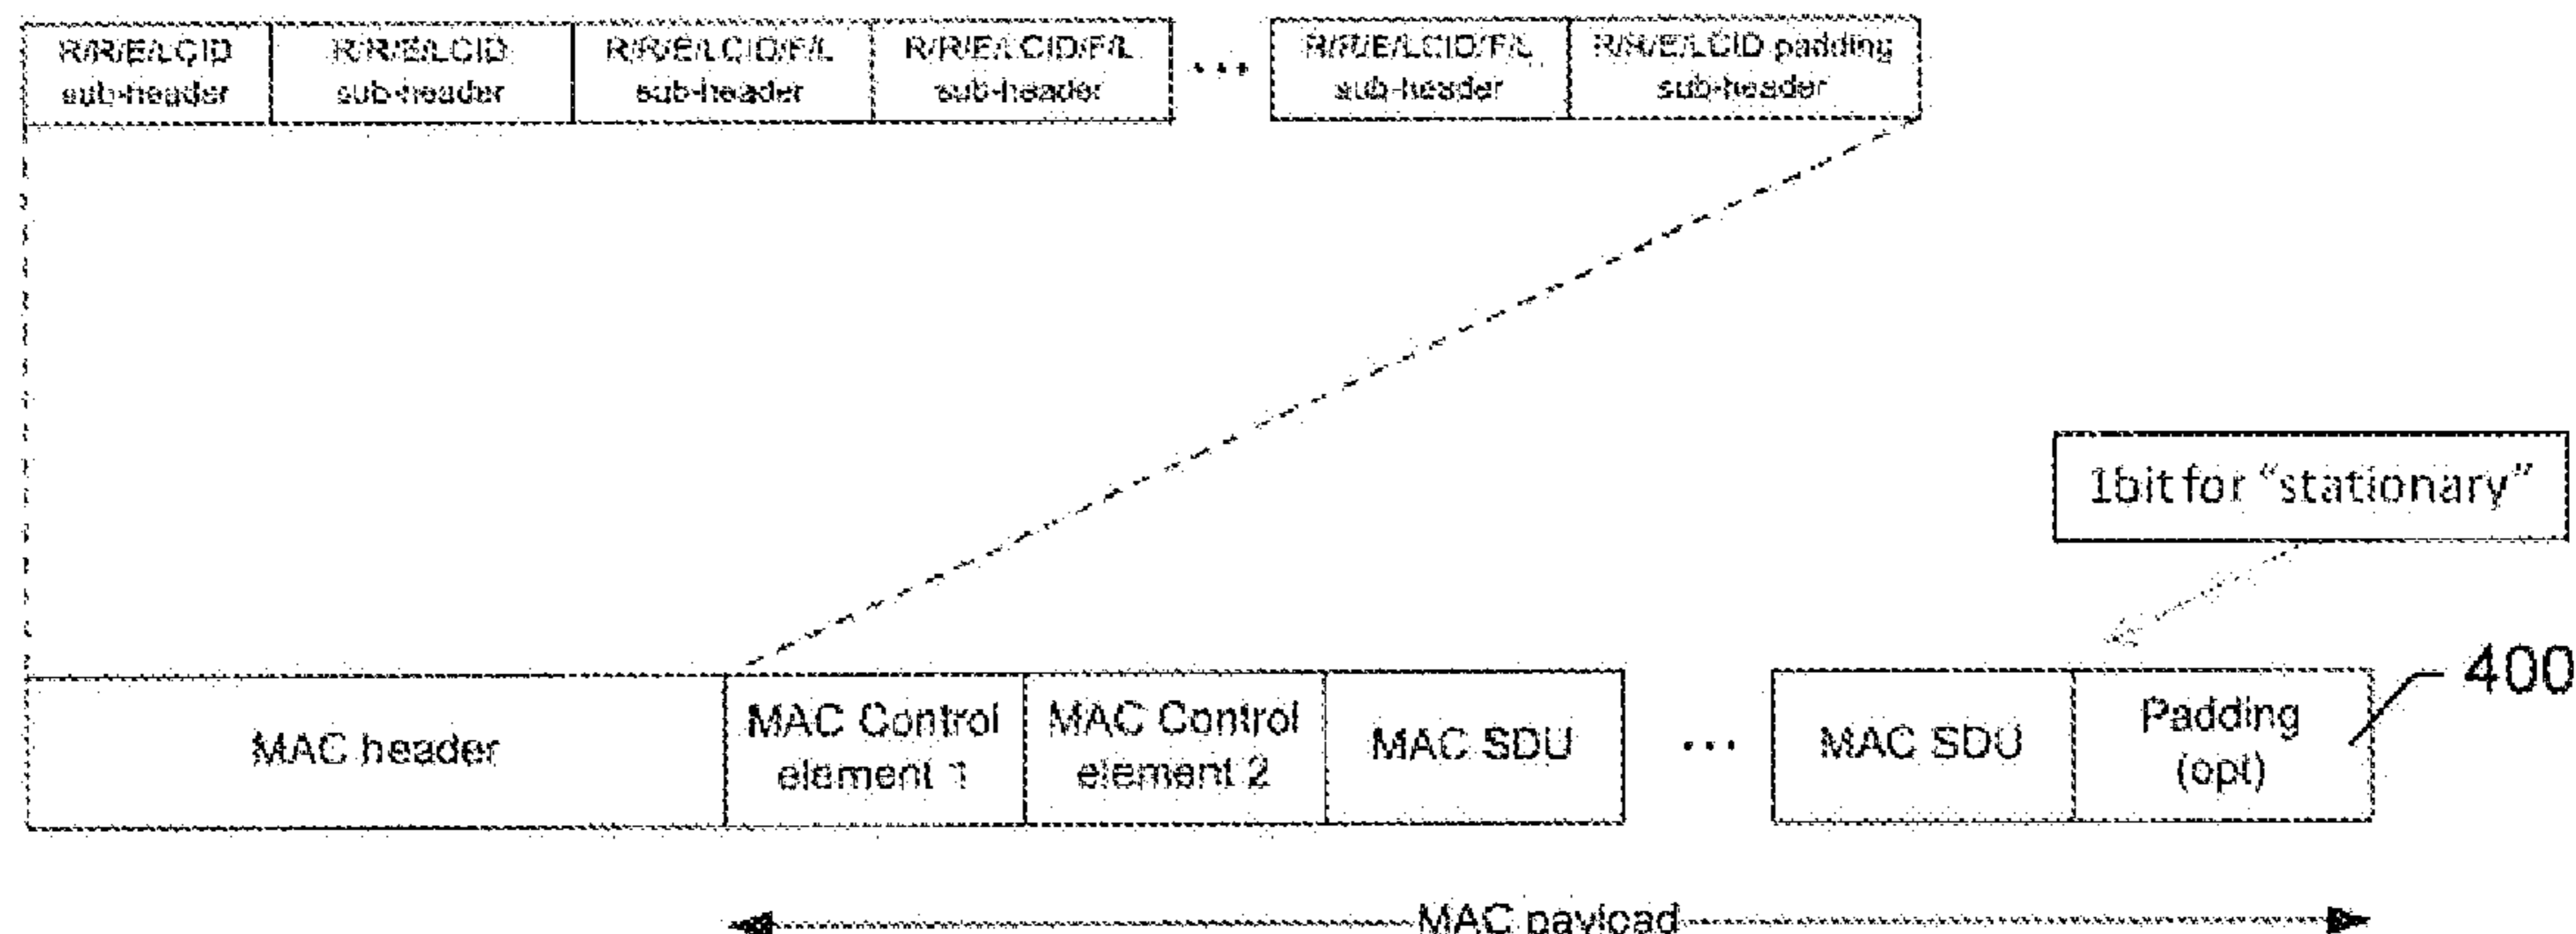 R/R/E/LCID
sub-header
R/R/E/LCID
sub-header
R/R/E/LCID/F/L
sub-header
R/R/E/LCID/F/L
sub-header
...
R/R/E/LCID/F/L
sub-header
R/R/E/LCID padding
sub-header
1bit for "stationary"
400
MAC header
MAC Control
element 1
MAC Control
element 2
MAC SDU
...
MAC SDU
Padding
(opt)
MAC payload